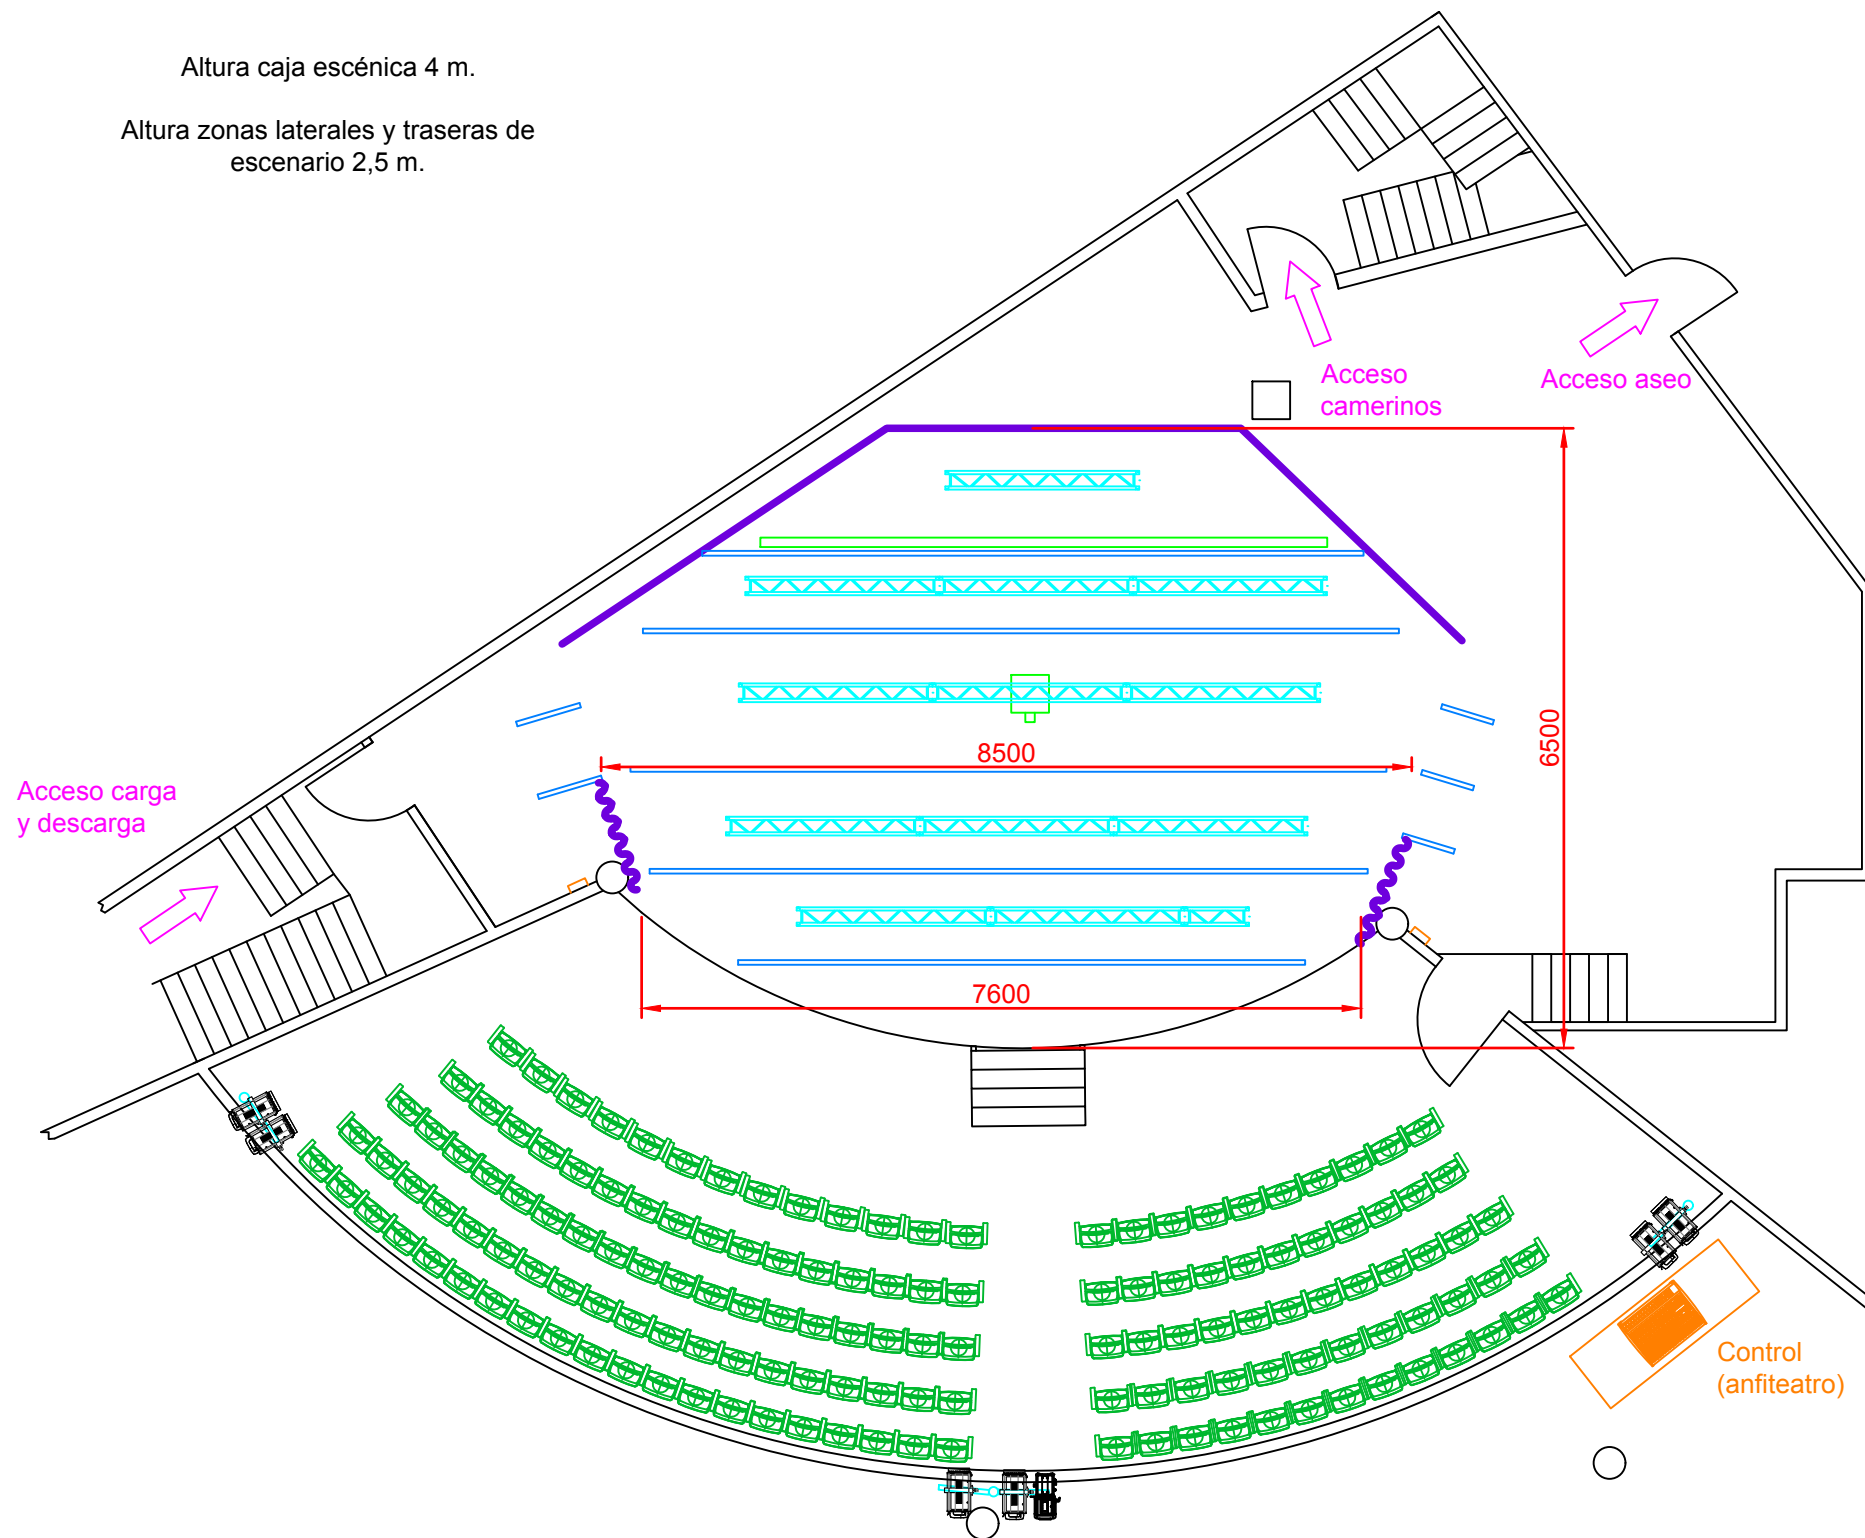 Altura caja escénica 4 m.
Altura zonas laterales y traseras de
escenario 2,5 m.
Acceso
camerinos
Acceso aseo
6500
8500
Acceso carga
y descarga
7600
Control
(anfiteatro)